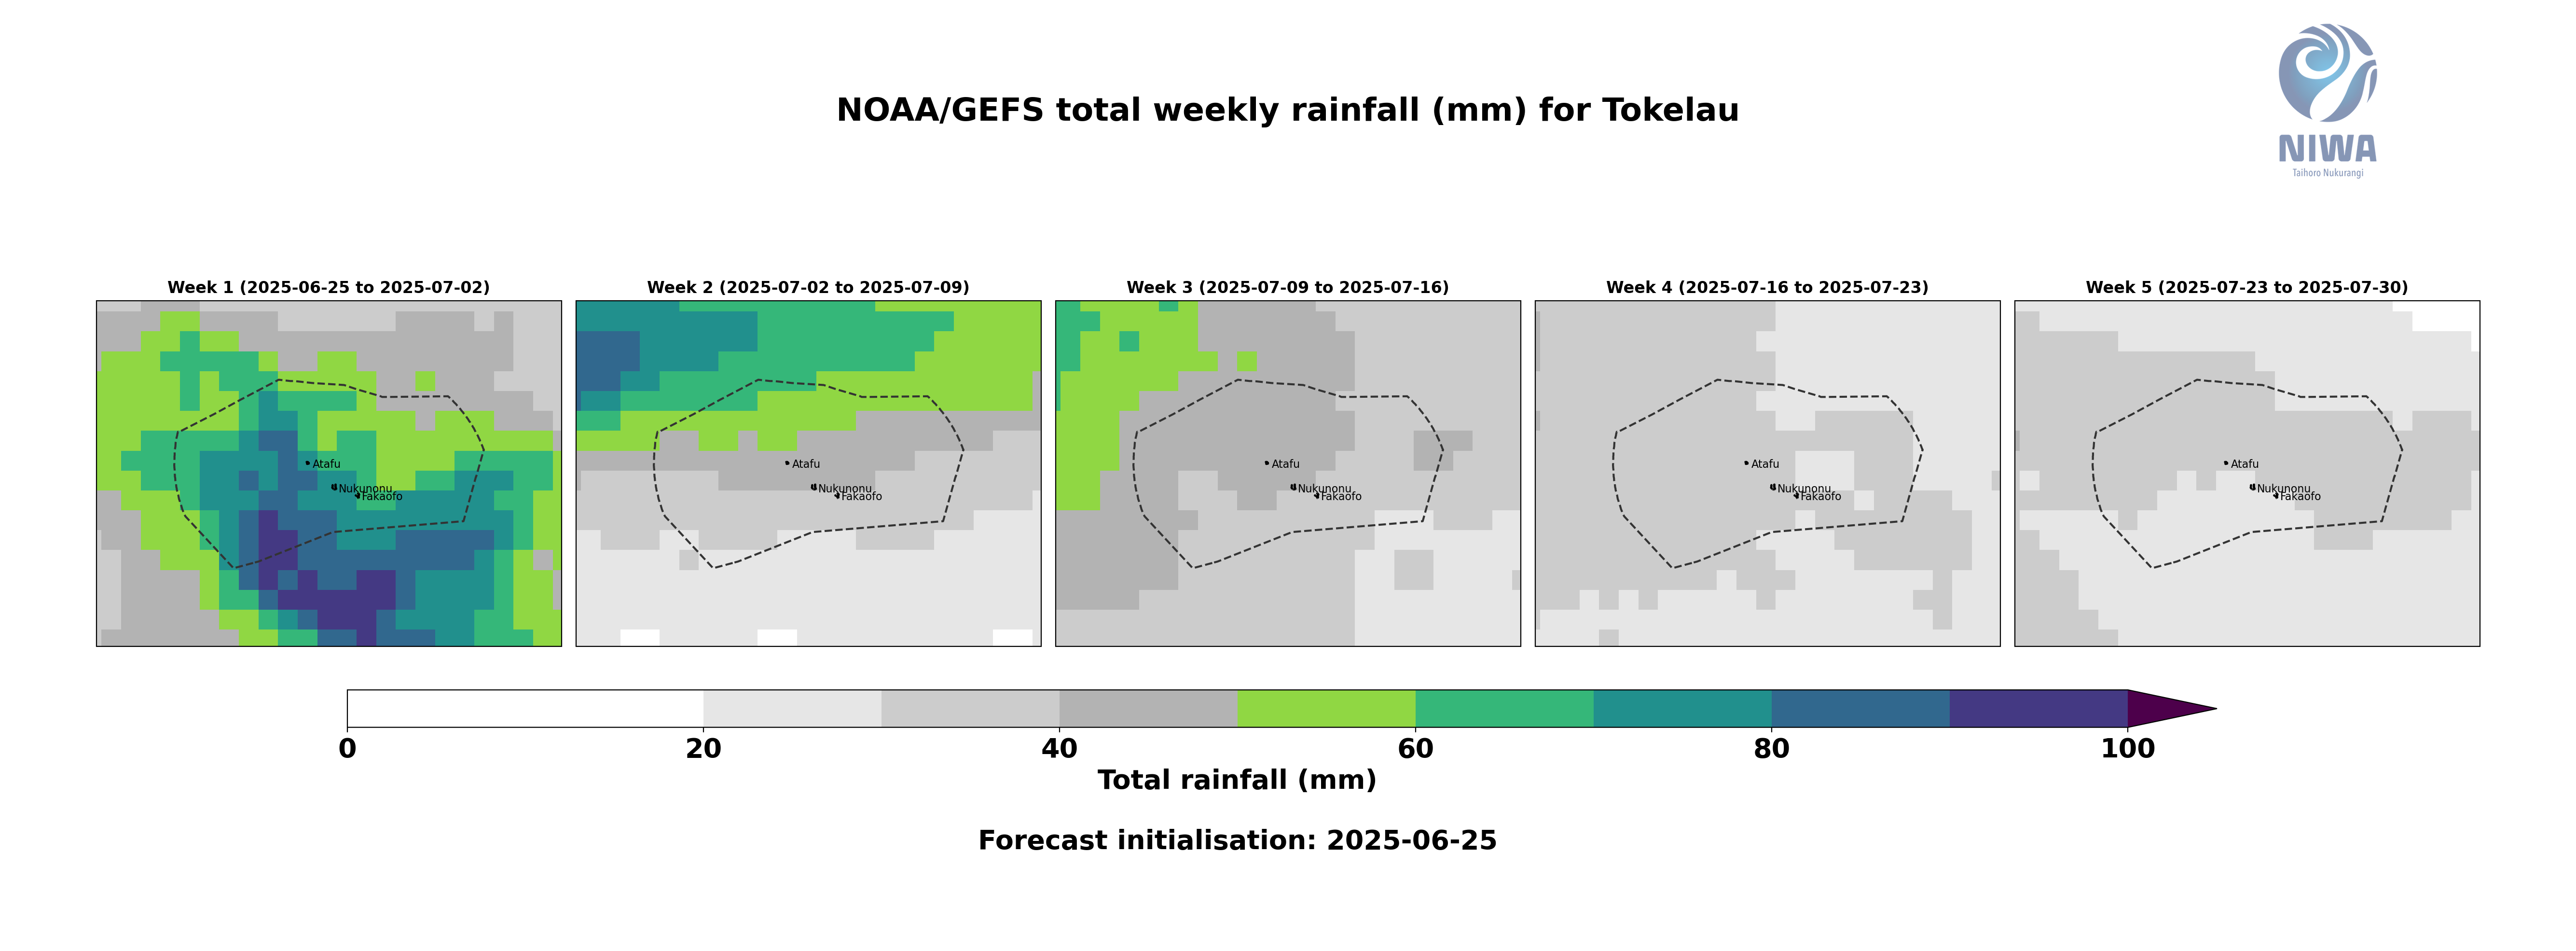 NOAA/GEFS total weekly rainfall (mm) for Tokelau
NIWA
Taihoro Nukurangi
Week 1 (2025-06-25 to 2025-07-02)
Week 2 (2025-07-02 to 2025-07-09)
Week 3 (2025-07-09 to 2025-07-16)
Week 4 (2025-07-16 to 2025-07-23)
Week 5 (2025-07-23 to 2025-07-30)
Atafu
Nukunonu
Fakaofo
Atafu
Nukunonu
Fakaofo
Atafu
Nukunonu
Fakaofo
Atafu
Nukunonu
Fakaofo
Atafu
Nukunonu
Fakaofo
0 20 40 60 80 100
Total rainfall (mm)
Forecast initialisation: 2025-06-25